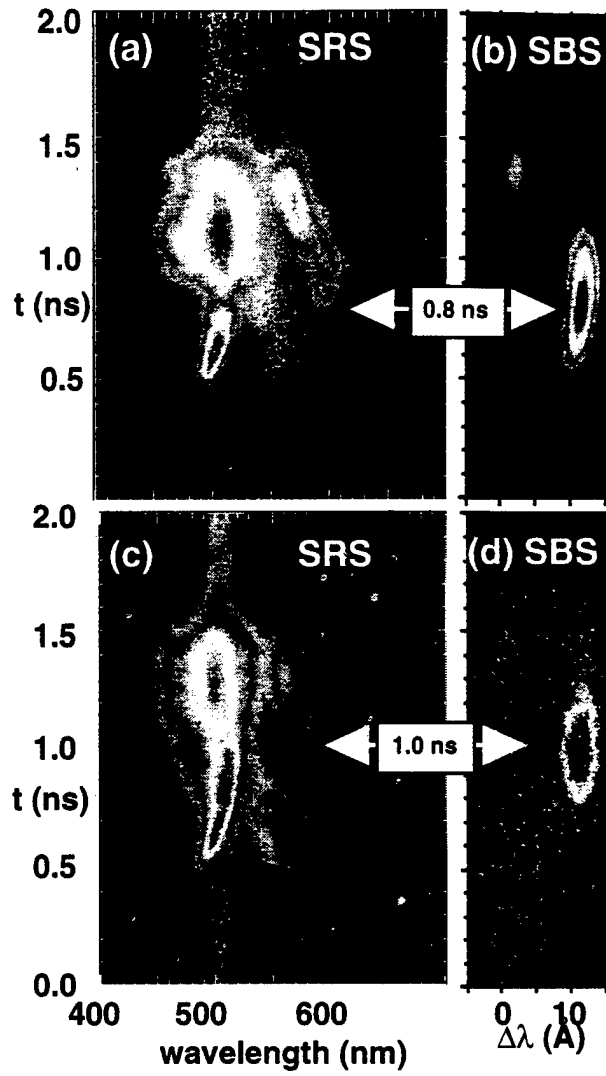 2.0
(a) SRS
(b) SBS
1.5
1.0
t (ns)
0.8 ns
0.5
2.0
(c) SRS
(d) SBS
1.5
1.0
1.0 ns
t (ns)
0.5
0.0
400 500 600
0 10
wavelength (nm)
Δλ (Å)